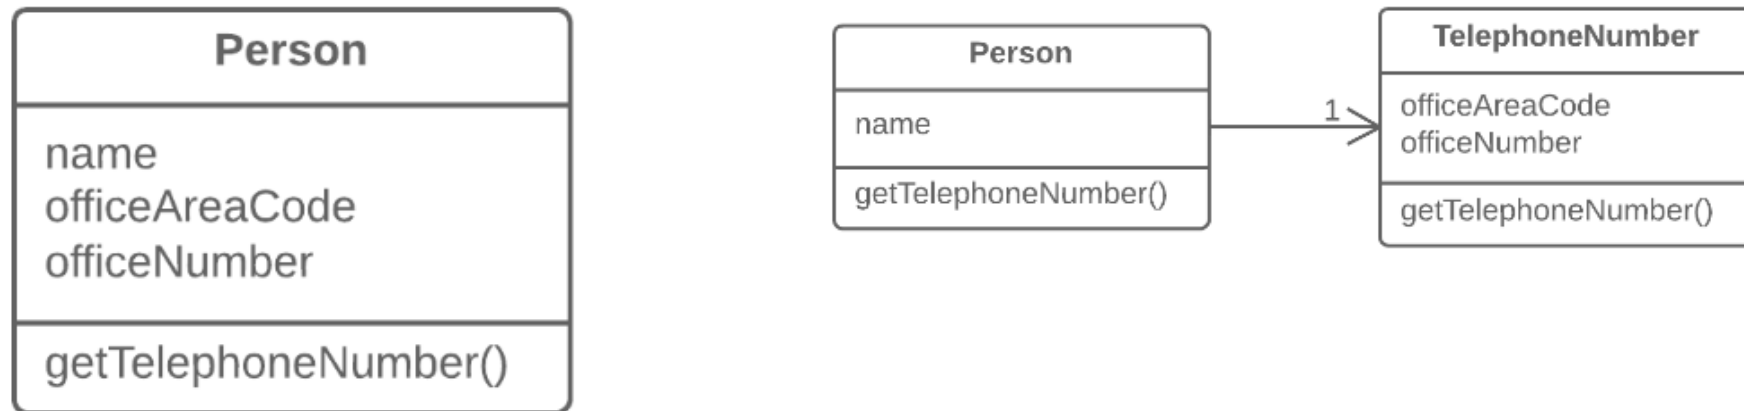 Person
name
officeAreaCode
officeNumber
getTelephoneNumber()
Person
name
getTelephoneNumber()
1
TelephoneNumber
officeAreaCode
officeNumber
getTelephoneNumber()